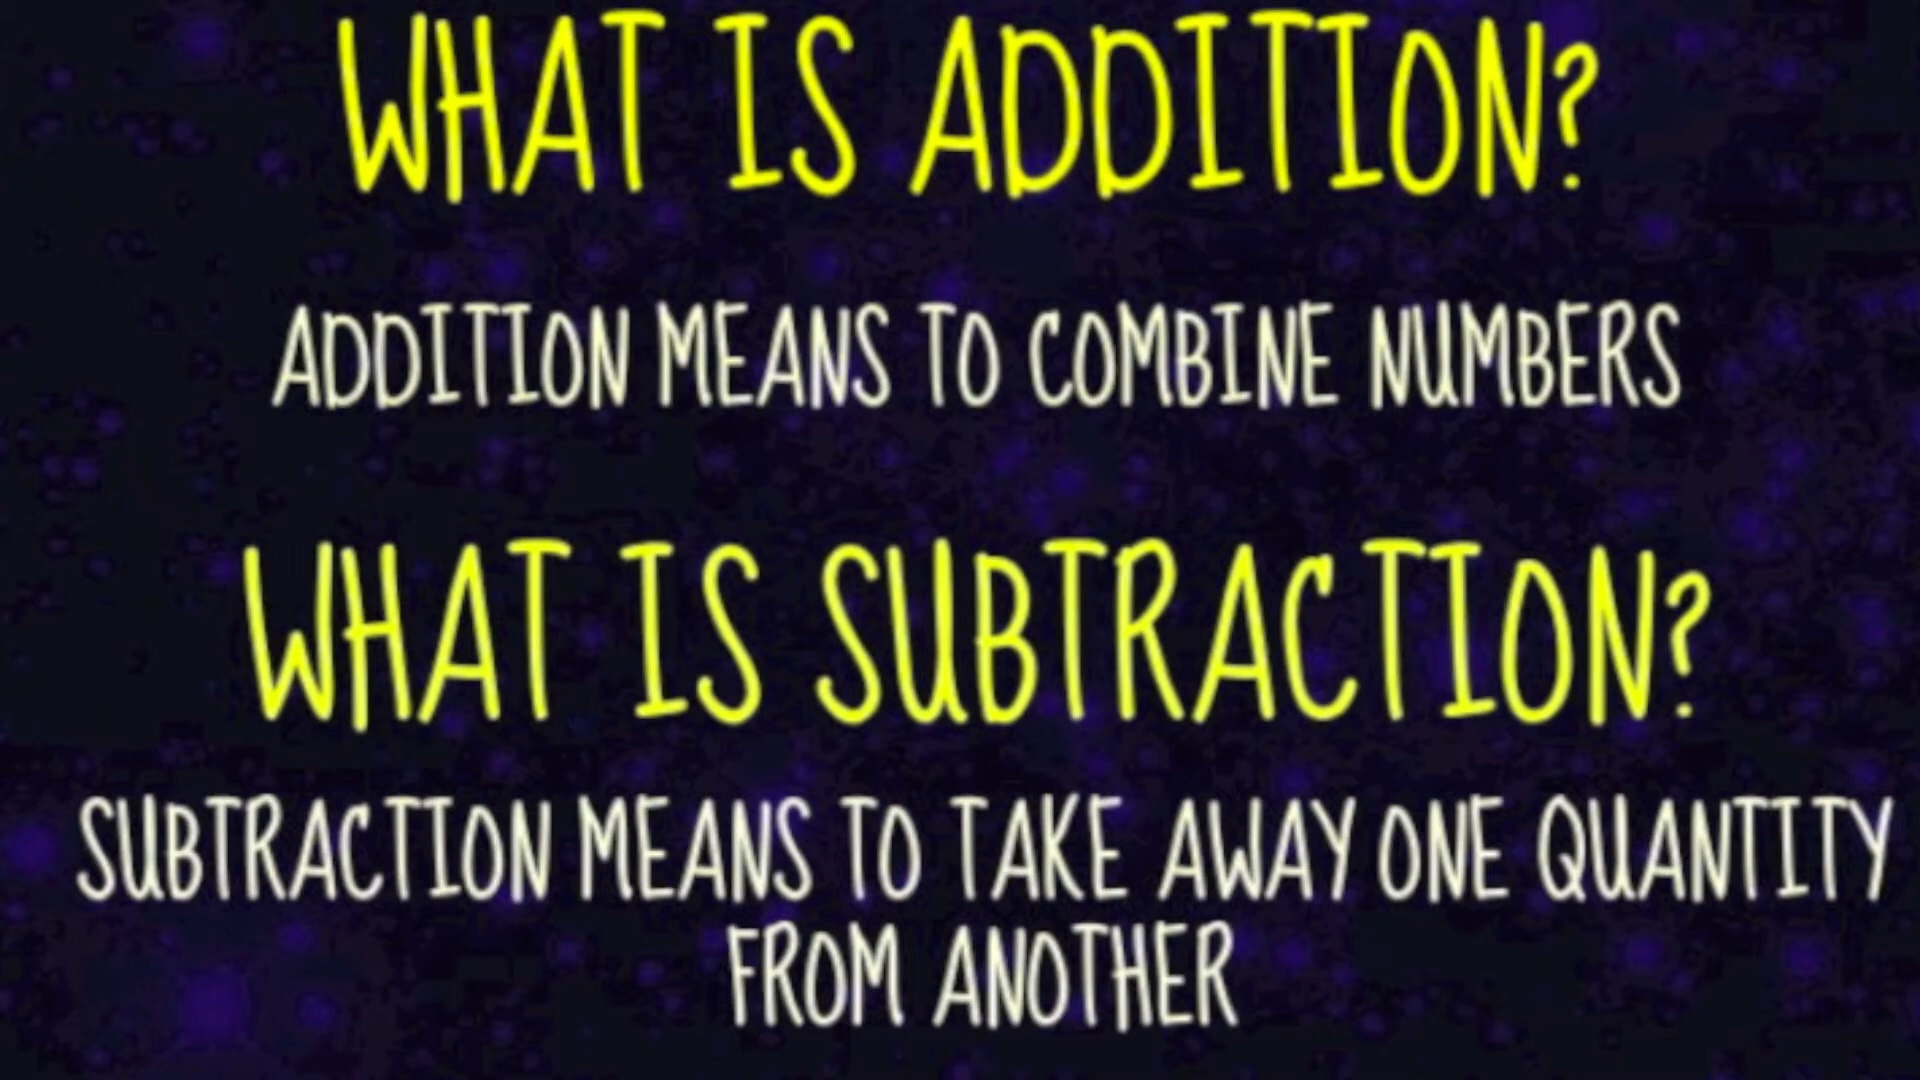 WHAT IS ADDITION?
ADDITION MEANS TO COMBINE NUMBERS
WHAT IS SUBTRACTION?
SUBTRACTION MEANS TO TAKE AWAY ONE QUANTITY
FROM ANOTHER